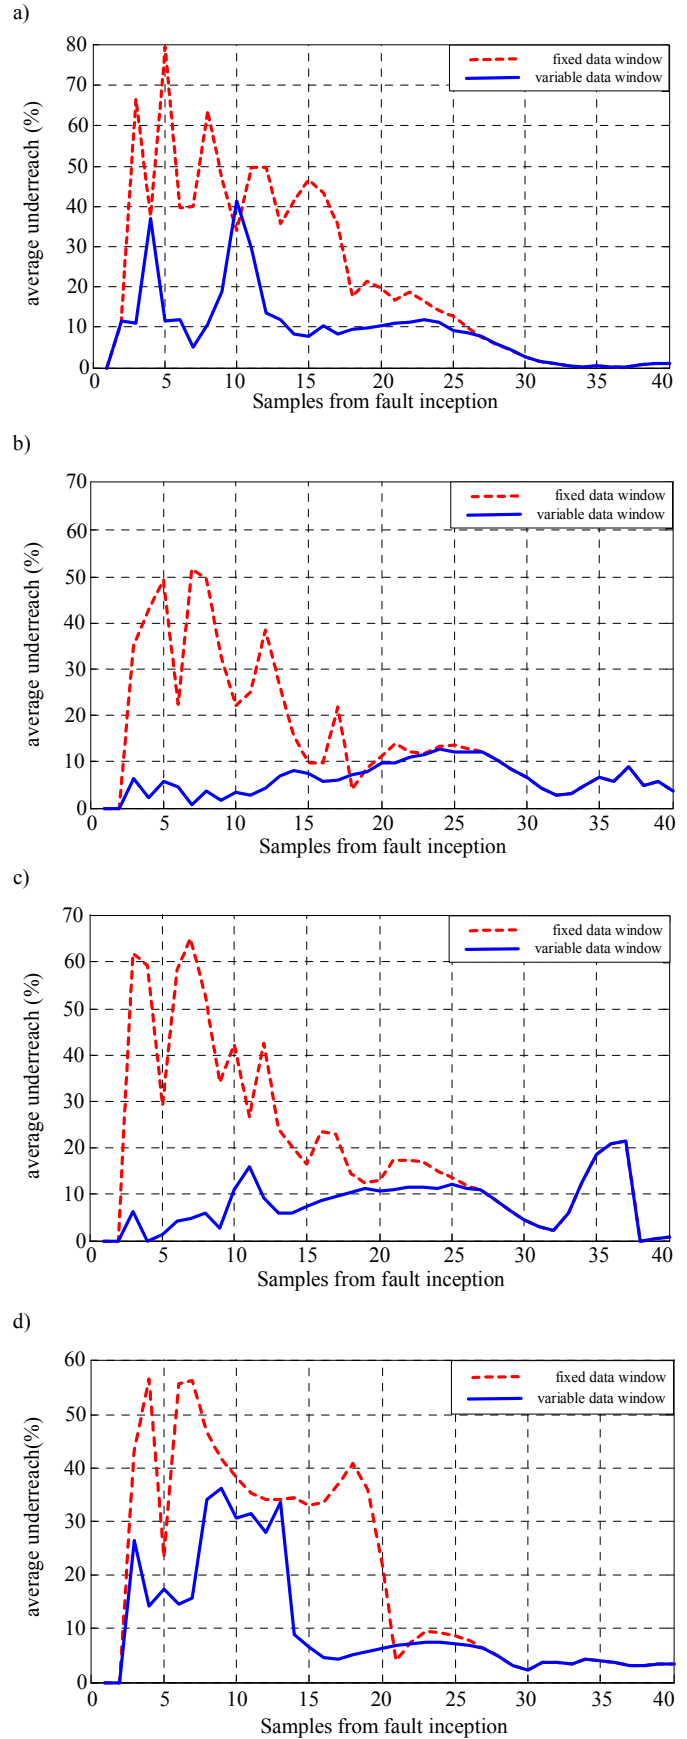 a)
average underreach (%)
80
70
60
50
40
30
20
10
0
fixed data window
variable data window
0 5 10 15 20 25 30 35 40
Samples from fault inception
b)
average underreach (%)
70
60
50
40
30
20
10
0
fixed data window
variable data window
0 5 10 15 20 25 30 35 40
Samples from fault inception
c)
average underreach (%)
70
60
50
40
30
20
10
0
fixed data window
variable data window
0 5 10 15 20 25 30 35 40
Samples from fault inception
d)
average underreach(%)
60
50
40
30
20
10
0
fixed data window
variable data window
0 5 10 15 20 25 30 35 40
Samples from fault inception